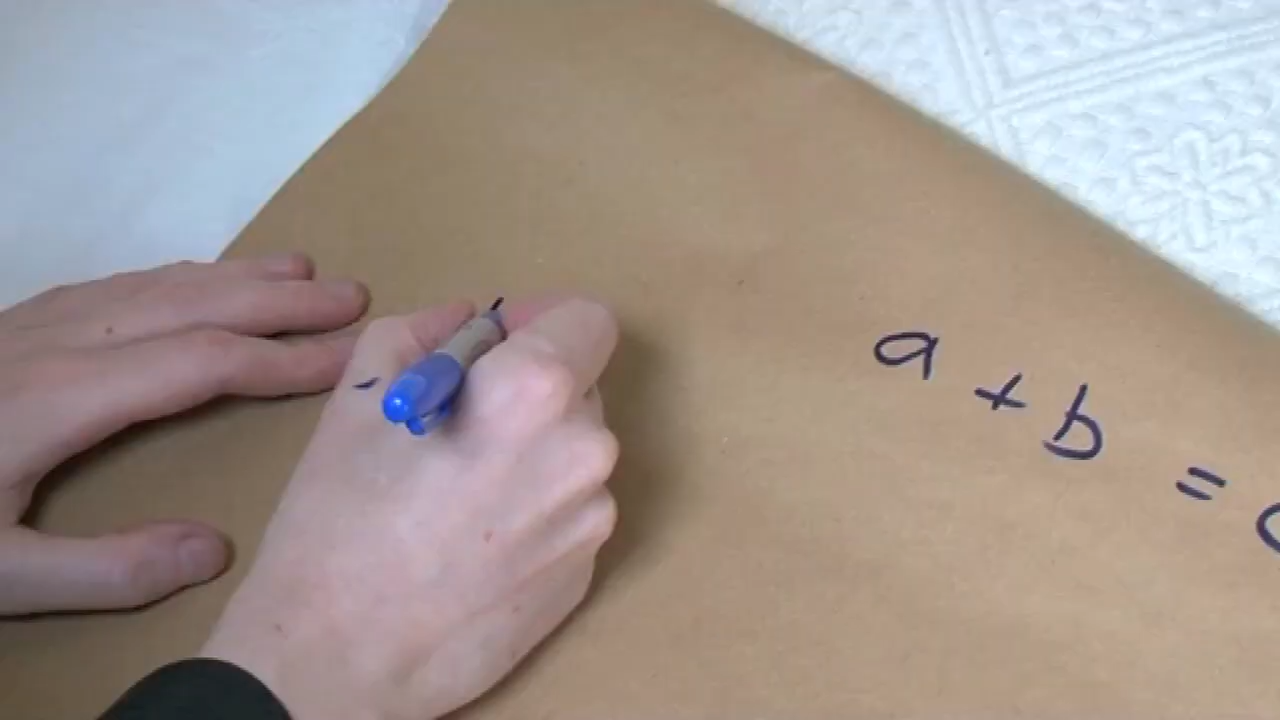 a + b =